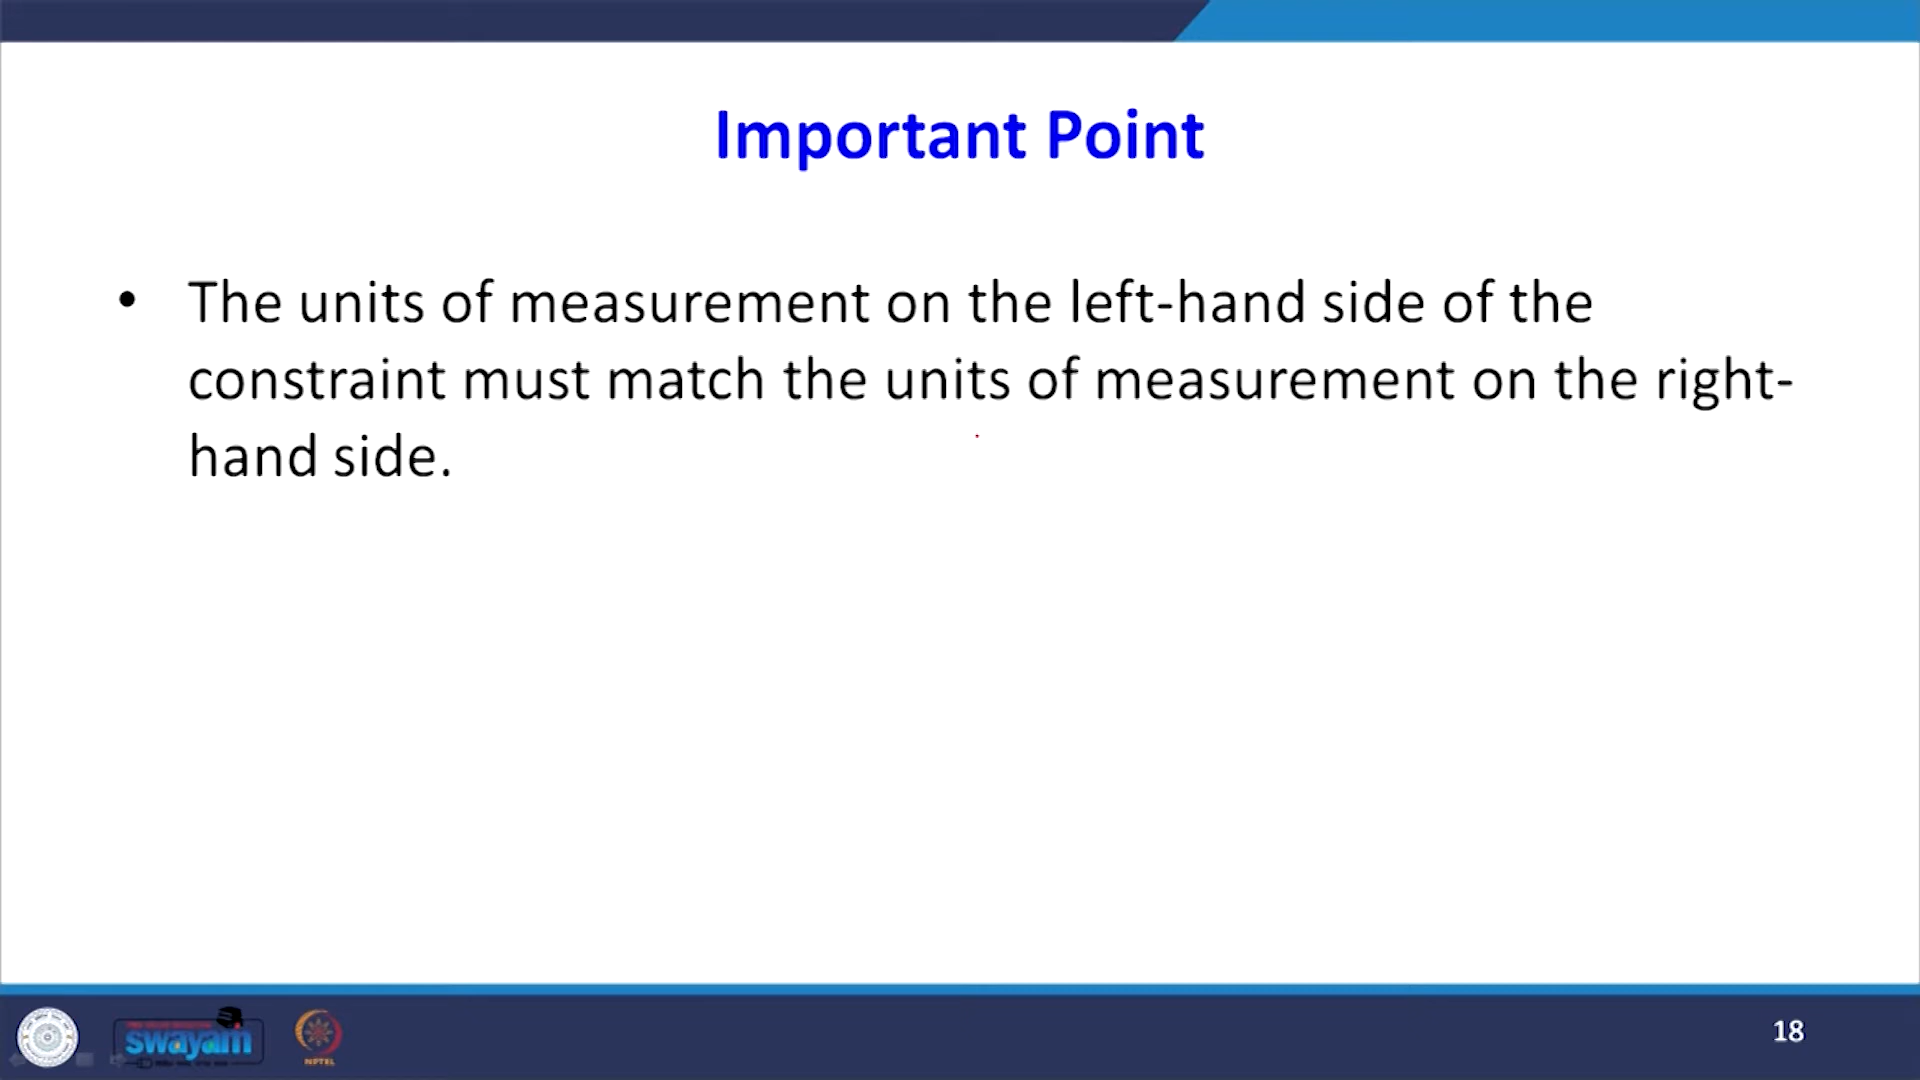 Important Point
• The units of measurement on the left-hand side of the
constraint must match the units of measurement on the right-
hand side.
swayam
NPTEL
18